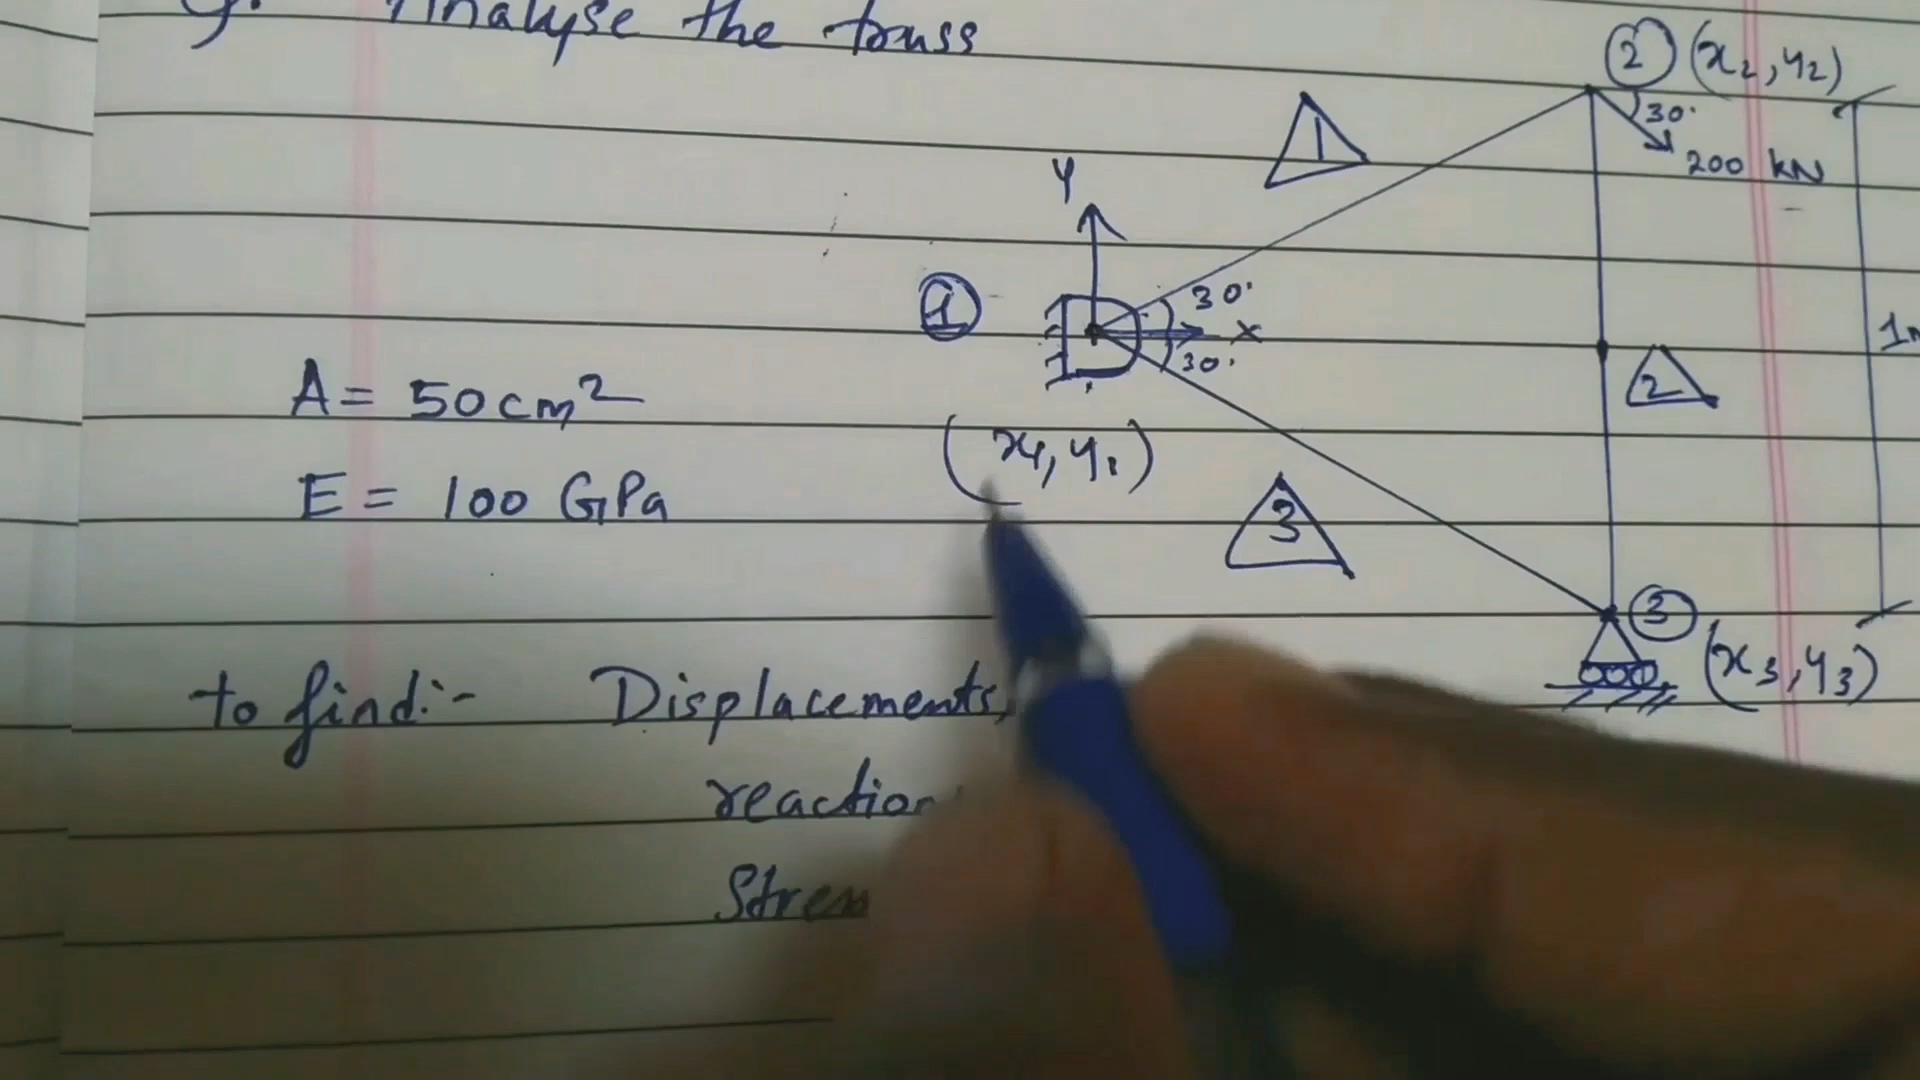 Analyse the truss
2 (x2, y2)
30°
200 kN
1
Y
1
30°
X
30°
2
A = 50 cm2
(x1, y1)
E = 100 GPa
3
3
(x3, y3)
to find:- Displacements,